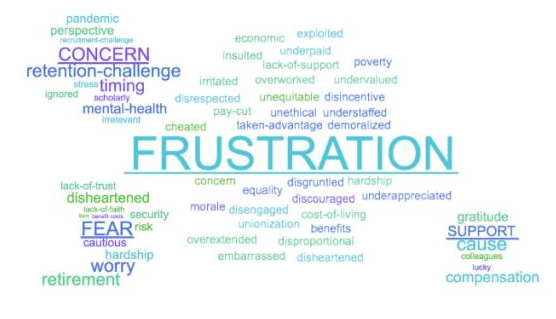 pandemic
perspective
recruitment-challenge
CONCERN
retention-challenge
stress timing
ignored
scholarly
mental-health
irrelevant
economic exploited
insulted underpaid
lack-of-support poverty
irritated overworked undervalued
disrespected unequitable disincentive
pay-cut unethical understaffed
cheated taken-advantage demoralized
FRUSTRATION
concern disgruntled hardship
equality discouraged underappreciated
morale disengaged cost-of-living
unionization benefits
overextended disproportional
embarrassed disheartened
lack-of-trust
disheartened
lack-of-faith
benefit-costs security
FEAR risk
cautious
hardship
worry
retirement
gratitude
SUPPORT
cause
colleagues
lucky
compensation